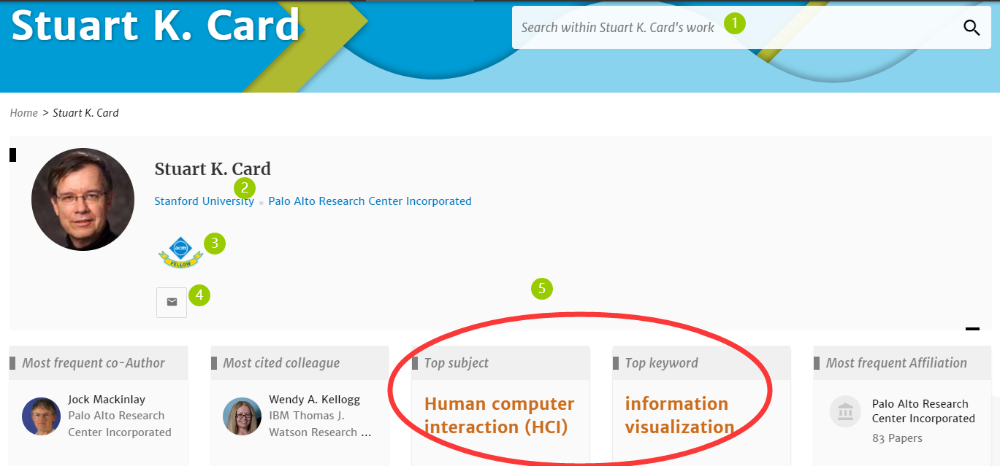 Stuart K. Card
Search within Stuart K. Card's work
1
Home > Stuart K. Card
Stuart K. Card
2
Stanford University Palo Alto Research Center Incorporated
acm
FELLOW
3
4
5
Most frequent co-Author
Jock Mackinlay
Palo Alto Research
Center Incorporated
Most cited colleague
Wendy A. Kellogg
IBM Thomas J.
Watson Research ...
Top subject
Human computer
interaction (HCI)
Top keyword
information
visualization
Most frequent Affiliation
Palo Alto Research
Center Incorporated
83 Papers